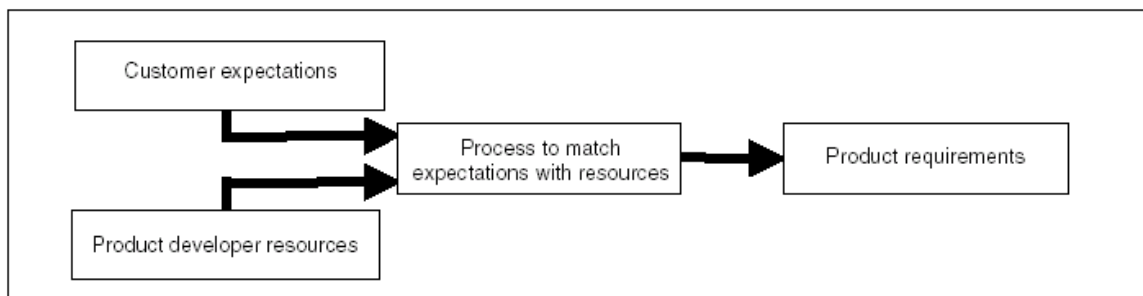 Customer expectations
Process to match
expectations with resources
Product requirements
Product developer resources